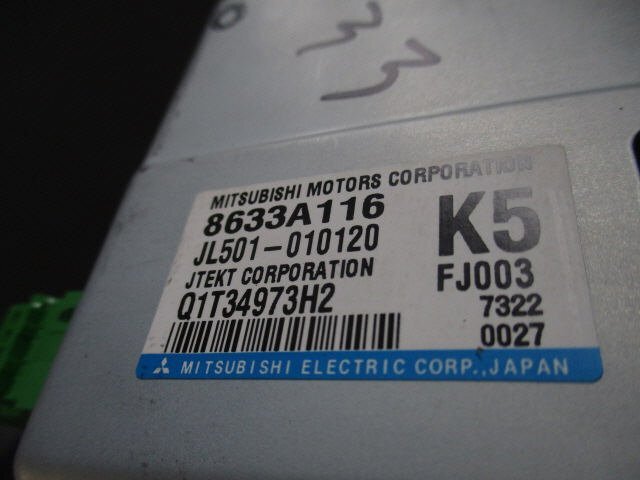 33
MITSUBISHI MOTORS CORPORATION
8633A116
K5
JL501-010120
JTEKT CORPORATION
FJ003
Q1T34973H2
7322
0027
MITSUBISHI ELECTRIC CORP., JAPAN